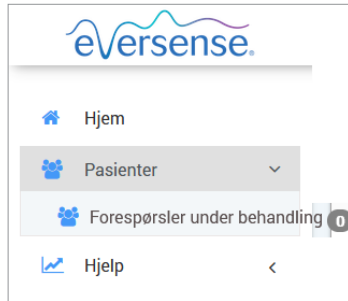 eversense.
Hjem
Pasienter
Forespørsler under behandling 0
Hjelp